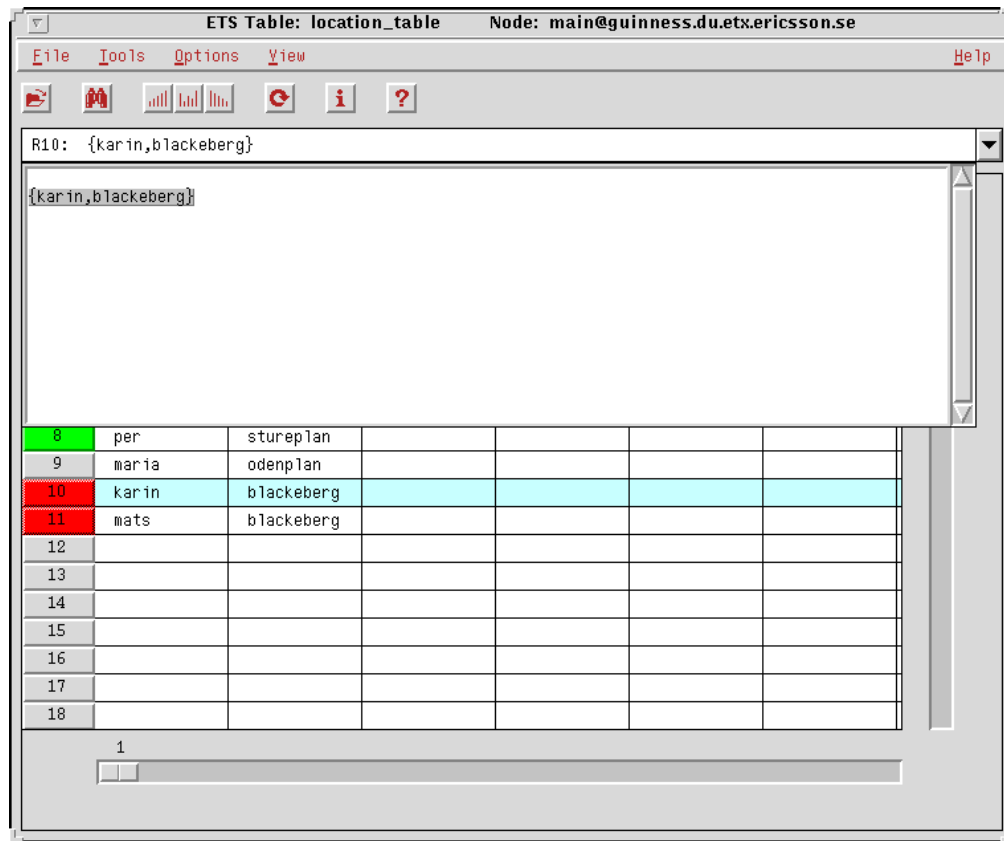 ETS Table: location_table Node: main@guinness.du.etx.ericsson.se
File Tools Options View Help
i ?
R10: {karin,blackeberg}
{karin,blackeberg}
8 per stureplan
9 maria odenplan
10 karin blackeberg
11 mats blackeberg
12
13
14
15
16
17
18
1